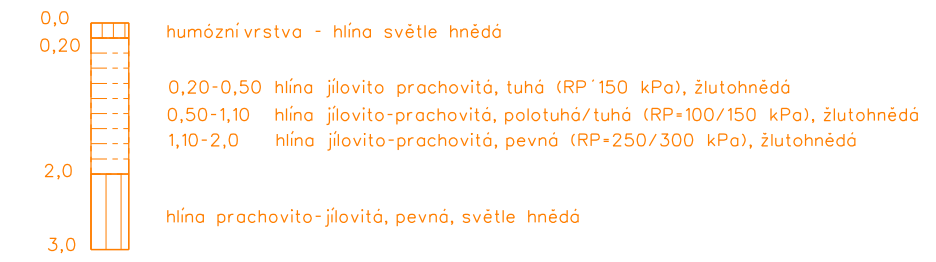 0,0
humózní vrstva - hlína světle hnědá
0,20
0,20-0,50 hlína jílovito prachovitá, tuhá (RP˙150 kPa), žlutohnědá
0,50-1,10 hlína jílovito-prachovitá, polotuhá/tuhá (RP=100/150 kPa), žlutohnědá
1,10-2,0 hlína jílovito-prachovitá, pevná (RP=250/300 kPa), žlutohnědá
2,0
hlína prachovito-jílovitá, pevná, světle hnědá
3,0